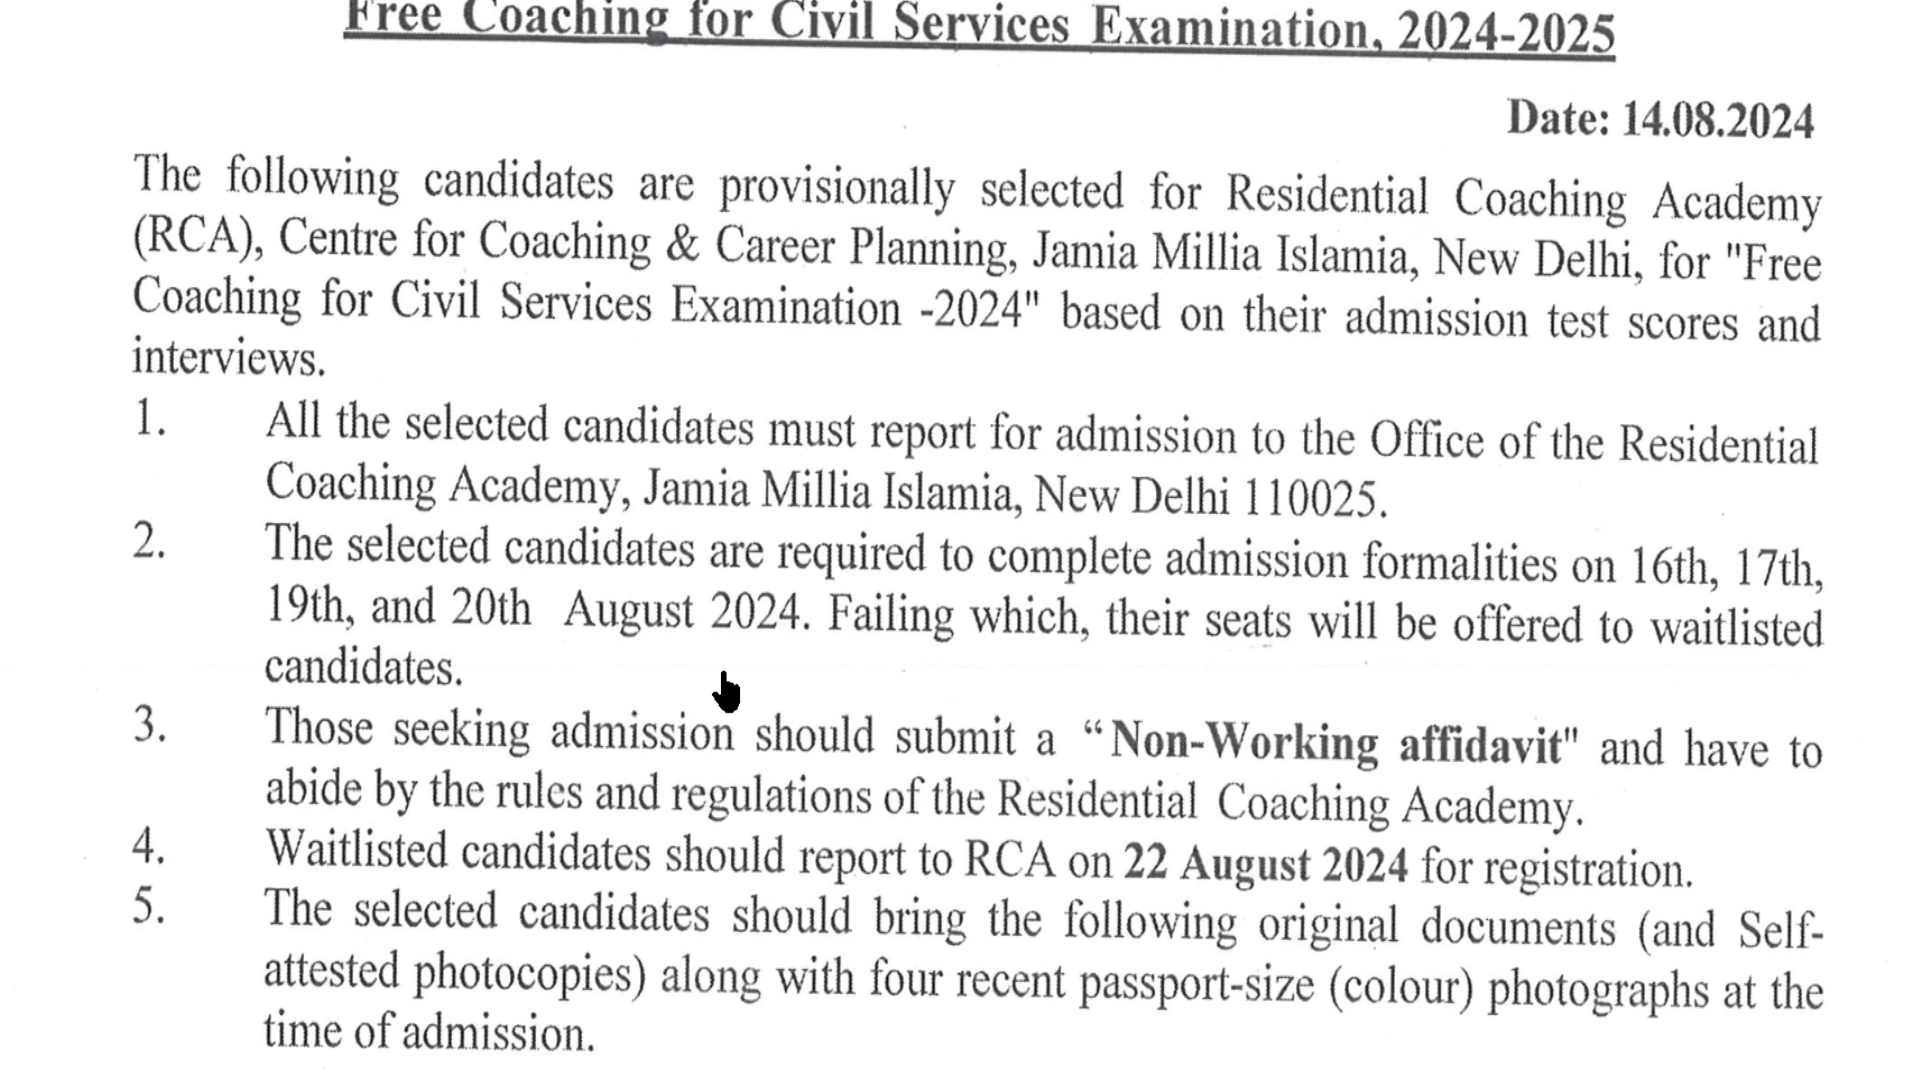 Free Coaching for Civil Services Examination, 2024-2025
Date: 14.08.2024
The following candidates are provisionally selected for Residential Coaching Academy
(RCA), Centre for Coaching & Career Planning, Jamia Millia Islamia, New Delhi, for "Free
Coaching for Civil Services Examination -2024" based on their admission test scores and
interviews.
1. All the selected candidates must report for admission to the Office of the Residential
Coaching Academy, Jamia Millia Islamia, New Delhi 110025.
2. The selected candidates are required to complete admission formalities on 16th, 17th,
19th, and 20th August 2024. Failing which, their seats will be offered to waitlisted
candidates.
3. Those seeking admission should submit a “Non-Working affidavit" and have to
abide by the rules and regulations of the Residential Coaching Academy.
4. Waitlisted candidates should report to RCA on 22 August 2024 for registration.
5. The selected candidates should bring the following original documents (and Self-
attested photocopies) along with four recent passport-size (colour) photographs at the
time of admission.